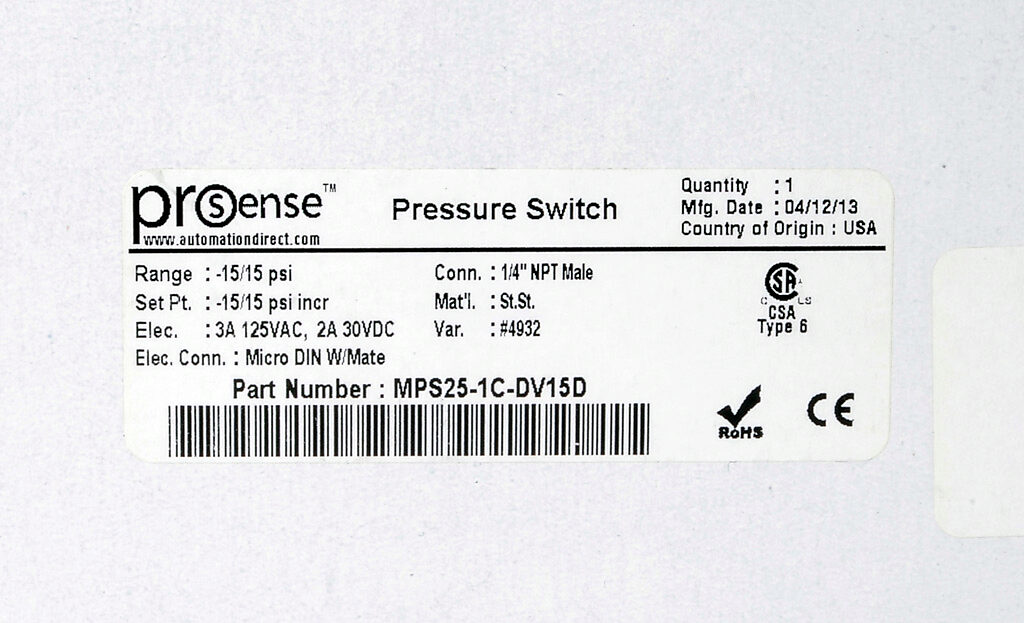 prosense™
www.automationdirect.com
Pressure Switch
Quantity : 1
Mfg. Date : 04/12/13
Country of Origin : USA
Range : -15/15 psi
Set Pt. : -15/15 psi incr
Elec. : 3A 125VAC, 2A 30VDC
Elec. Conn. : Micro DIN W/Mate
Conn. : 1/4" NPT Male
Mat'l. : St.St.
Var. : #4932
SA
C LS
CSA
Type 6
Part Number : MPS25-1C-DV15D
RoHS
CE